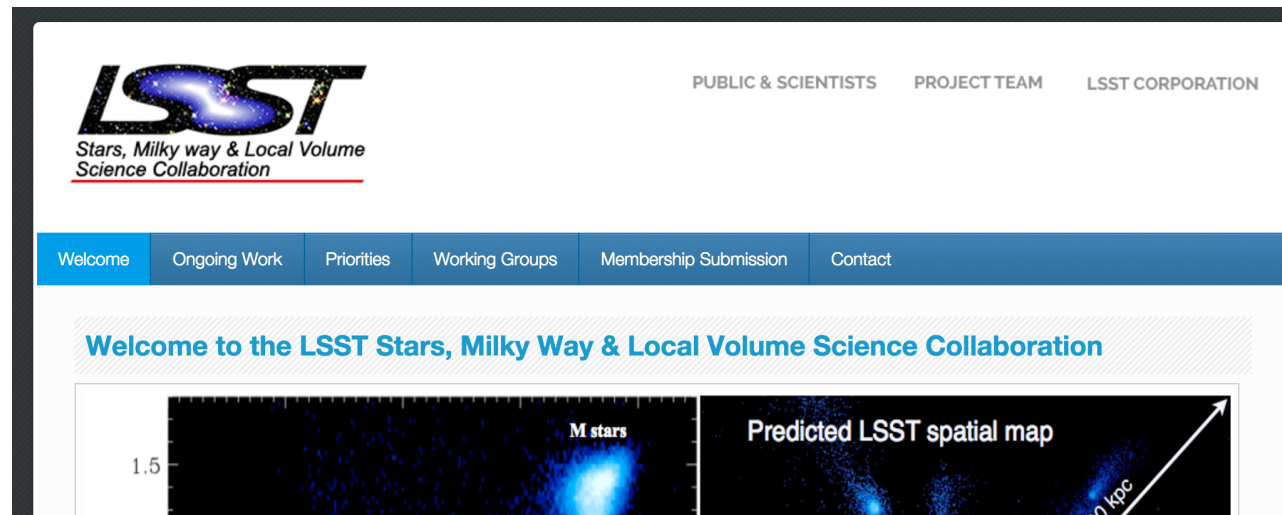 LSST
Stars, Milky way & Local Volume
Science Collaboration
PUBLIC & SCIENTISTS PROJECT TEAM LSST CORPORATION
Welcome Ongoing Work Priorities Working Groups Membership Submission Contact
Welcome to the LSST Stars, Milky Way & Local Volume Science Collaboration
M stars
1.5
Predicted LSST spatial map
kpc